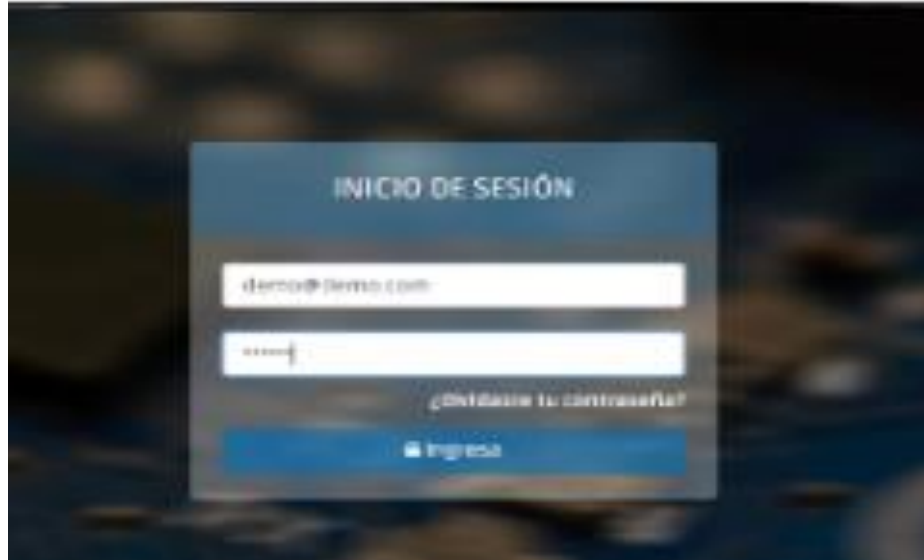 INICIO DE SESIÓN
demo@demo.com
¿Olvidaste tu contraseña?
Ingresa